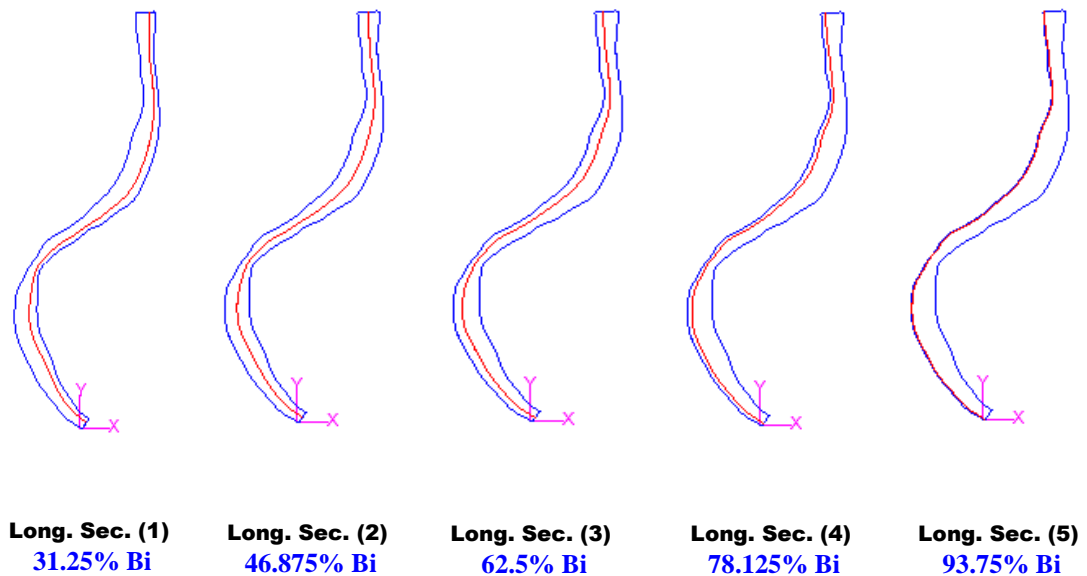 Y X
Y X
Y X
Y X
Y X
Long. Sec. (1)
31.25% Bi
Long. Sec. (2)
46.875% Bi
Long. Sec. (3)
62.5% Bi
Long. Sec. (4)
78.125% Bi
Long. Sec. (5)
93.75% Bi